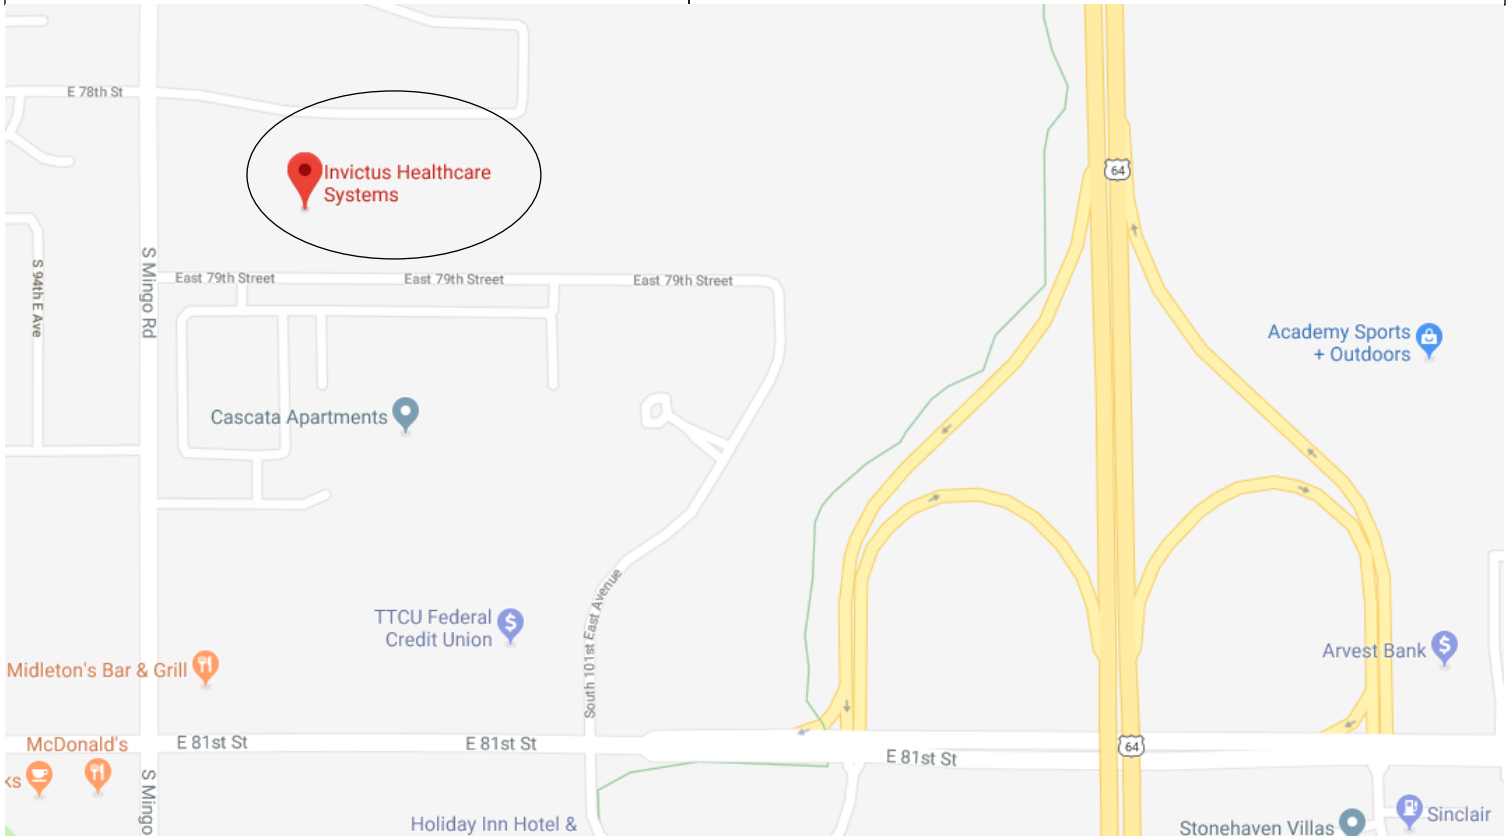 E 78th St
Invictus Healthcare
Systems
64
S Mingo Rd
S 94th E Ave
East 79th Street
East 79th Street
East 79th Street
Academy Sports
+ Outdoors
Cascata Apartments
TTCU Federal
Credit Union
South 101st East Avenue
Arvest Bank
Midleton's Bar & Grill
McDonald's
E 81st St
E 81st St
E 81st St
64
ks
S Mingo
Holiday Inn Hotel &
Stonehaven Villas
Sinclair